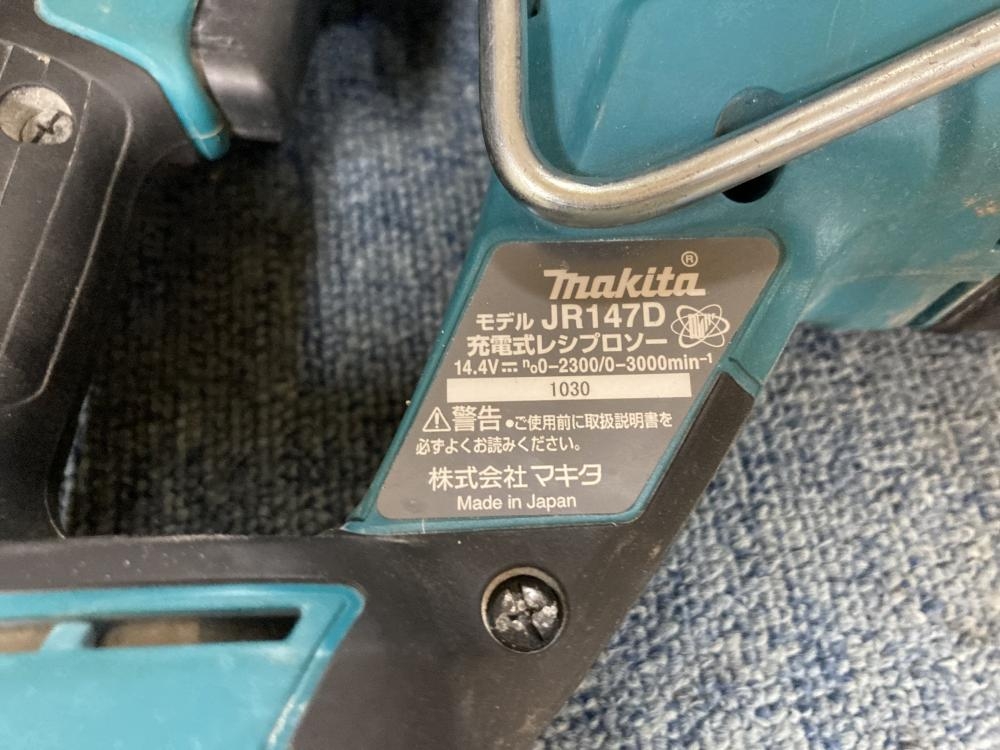 makita®
モデル JR147D
充電式レシプロソー
14.4V⎓ n₀0-2300/0-3000min⁻¹
1030
⚠警告 •ご使用前に取扱説明書を
必ずよくお読みください。
株式会社 マキタ
Made in Japan